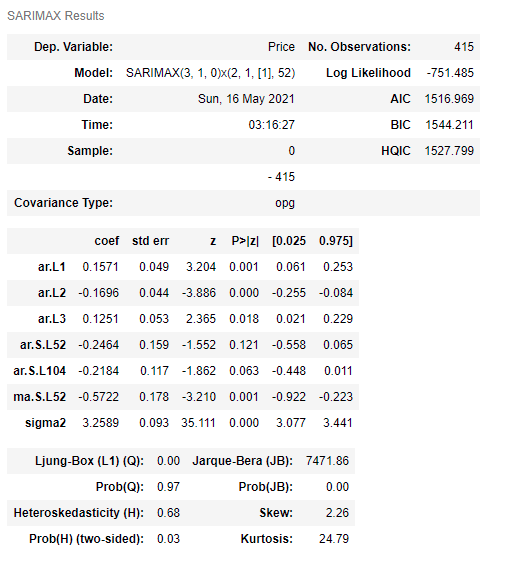 SARIMAX Results
Dep. Variable: Price No. Observations: 415
Model: SARIMAX(3, 1, 0)x(2, 1, [1], 52) Log Likelihood -751.485
Date: Sun, 16 May 2021 AIC 1516.969
Time: 03:16:27 BIC 1544.211
Sample: 0 HQIC 1527.799
- 415
Covariance Type: opg
coef std err z P>|z| [0.025 0.975]
ar.L1 0.1571 0.049 3.204 0.001 0.061 0.253
ar.L2 -0.1696 0.044 -3.886 0.000 -0.255 -0.084
ar.L3 0.1251 0.053 2.365 0.018 0.021 0.229
ar.S.L52 -0.2464 0.159 -1.552 0.121 -0.558 0.065
ar.S.L104 -0.2184 0.117 -1.862 0.063 -0.448 0.011
ma.S.L52 -0.5722 0.178 -3.210 0.001 -0.922 -0.223
sigma2 3.2589 0.093 35.111 0.000 3.077 3.441
Ljung-Box (L1) (Q): 0.00 Jarque-Bera (JB): 7471.86
Prob(Q): 0.97 Prob(JB): 0.00
Heteroskedasticity (H): 0.68 Skew: 2.26
Prob(H) (two-sided): 0.03 Kurtosis: 24.79